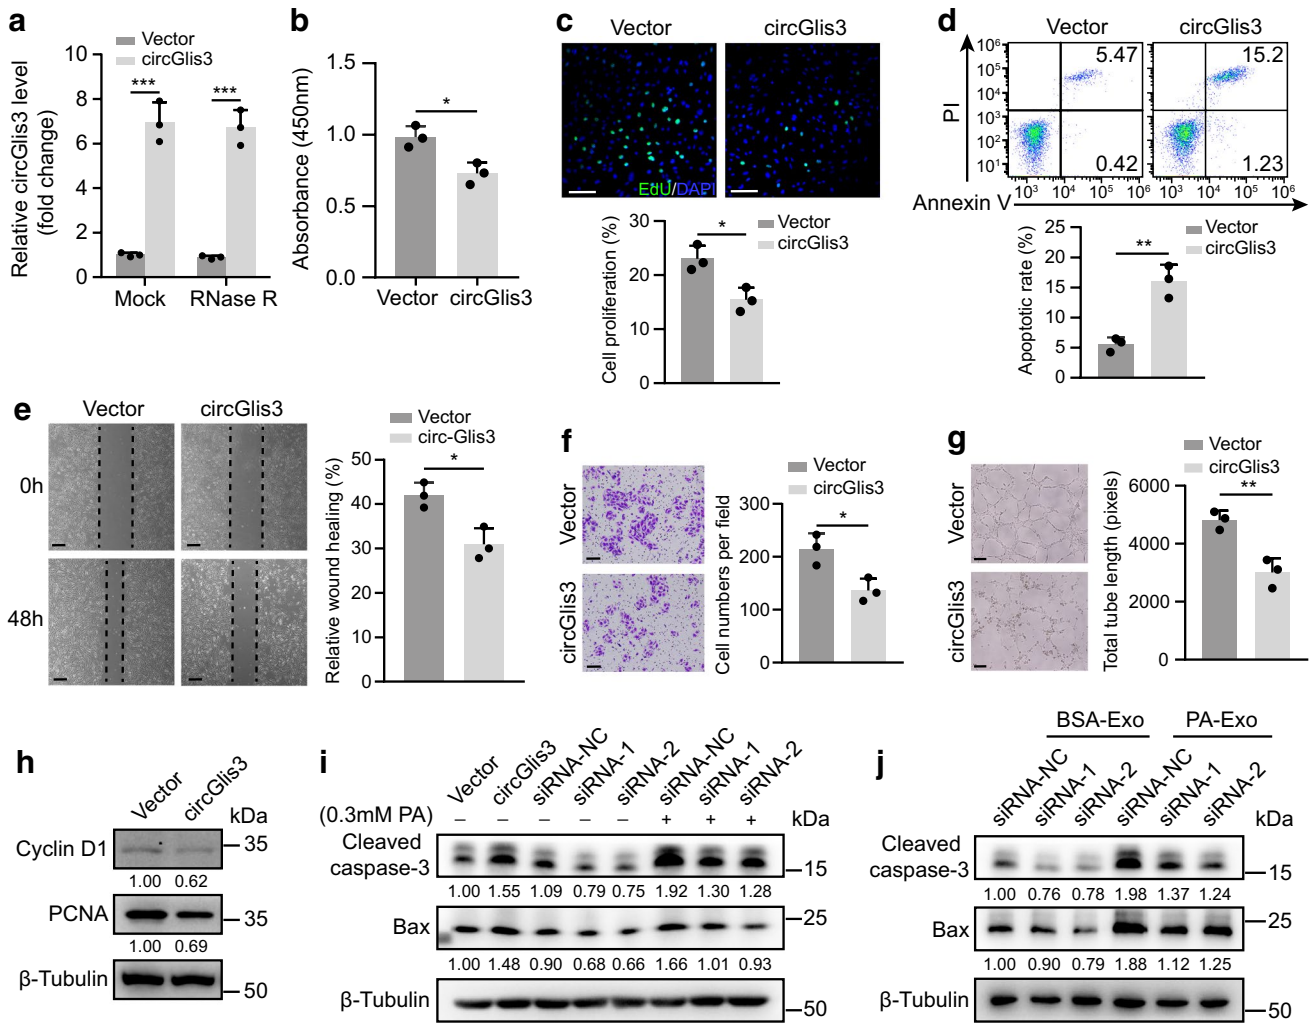 a
Vector
circGlis3
Relative circGlis3 level
(fold change)
10
8
6
4
2
0
***
***
Mock
RNase R
b
Absorbance (450nm)
1.5
1.0
0.5
0.0
*
Vector
circGlis3
c
Vector
circGlis3
EdU/DAPI
Vector
circGlis3
Cell proliferation (%)
30
20
10
0
*
d
Vector
circGlis3
PI
10⁶
10⁵
10⁴
10³
10²
10¹
5.47
0.42
15.2
1.23
10³
10⁴
10⁵
10⁶
10³
10⁴
10⁵
10⁶
Annexin V
Vector
circGlis3
Apoptotic rate (%)
25
20
15
10
5
0
**
e
Vector
circGlis3
0h
48h
Vector
circ-Glis3
Relative wound healing (%)
50
40
30
20
10
0
*
f
Vector
circGlis3
Vector
circGlis3
Cell numbers per field
300
200
100
0
*
g
Vector
circGlis3
Vector
circGlis3
Total tube length (pixels)
6000
4000
2000
0
**
h
Vector
circGlis3
kDa
Cyclin D1
35
1.00 0.62
PCNA
35
1.00 0.69
β-Tubulin
50
i
Vector
circGlis3
siRNA-NC
siRNA-1
siRNA-2
siRNA-NC
siRNA-1
siRNA-2
(0.3mM PA) – – – – – + + + kDa
Cleaved
caspase-3
15
1.00 1.55 1.09 0.79 0.75 1.92 1.30 1.28
Bax
25
1.00 1.48 0.90 0.68 0.66 1.66 1.01 0.93
β-Tubulin
50
j
BSA-Exo
PA-Exo
siRNA-NC
siRNA-1
siRNA-2
siRNA-NC
siRNA-1
siRNA-2
kDa
Cleaved
caspase-3
15
1.00 0.76 0.78 1.98 1.37 1.24
Bax
25
1.00 0.90 0.79 1.88 1.12 1.25
β-Tubulin
50